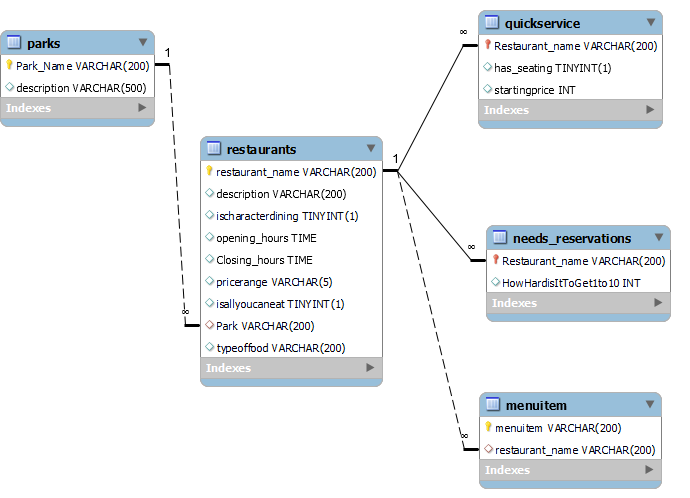 parks
Park_Name VARCHAR(200)
description VARCHAR(500)
Indexes
1
∞
restaurants
restaurant_name VARCHAR(200)
description VARCHAR(200)
ischaracterdining TINYINT(1)
opening_hours TIME
Closing_hours TIME
pricerange VARCHAR(5)
isallyoucaneat TINYINT(1)
Park VARCHAR(200)
typeoffood VARCHAR(200)
Indexes
1
∞
quickservice
Restaurant_name VARCHAR(200)
has_seating TINYINT(1)
startingprice INT
Indexes
∞
needs_reservations
Restaurant_name VARCHAR(200)
HowHardisItToGet1to10 INT
Indexes
∞
menuitem
menuitem VARCHAR(200)
restaurant_name VARCHAR(200)
Indexes